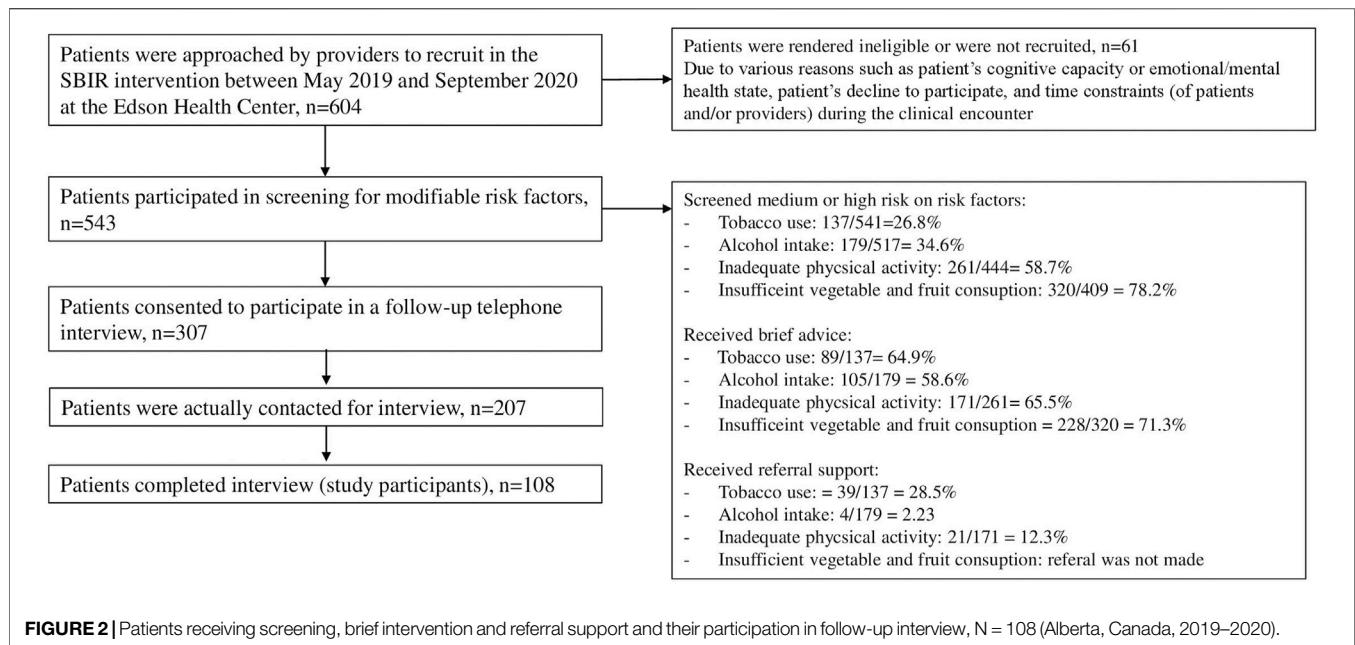 Patients were approached by providers to recruit in the
SBIR intervention between May 2019 and September 2020
at the Edson Health Center, n=604
Patients were rendered ineligible or were not recruited, n=61
Due to various reasons such as patient's cognitive capacity or emotional/mental
health state, patient's decline to participate, and time constraints (of patients
and/or providers) during the clinical encounter
Patients participated in screening for modifiable risk factors,
n=543
Patients consented to participate in a follow-up telephone
interview, n=307
Patients were actually contacted for interview, n=207
Patients completed interview (study participants), n=108
Screened medium or high risk on risk factors:
- Tobacco use: 137/541=26.8%
- Alcohol intake: 179/517= 34.6%
- Inadequate phycsical activity: 261/444= 58.7%
- Insufficeint vegetable and fruit consuption: 320/409 = 78.2%
Received brief advice:
- Tobacco use: 89/137= 64.9%
- Alcohol intake: 105/179 = 58.6%
- Inadequate phycsical activity: 171/261= 65.5%
- Insufficeint vegetable and fruit consuption = 228/320 = 71.3%
Received referral support:
- Tobacco use: = 39/137 = 28.5%
- Alcohol intake: 4/179 = 2.23
- Inadequate phycsical activity: 21/171 = 12.3%
- Insufficient vegetable and fruit consuption: referal was not made
FIGURE 2 | Patients receiving screening, brief intervention and referral support and their participation in follow-up interview, N = 108 (Alberta, Canada, 2019–2020).